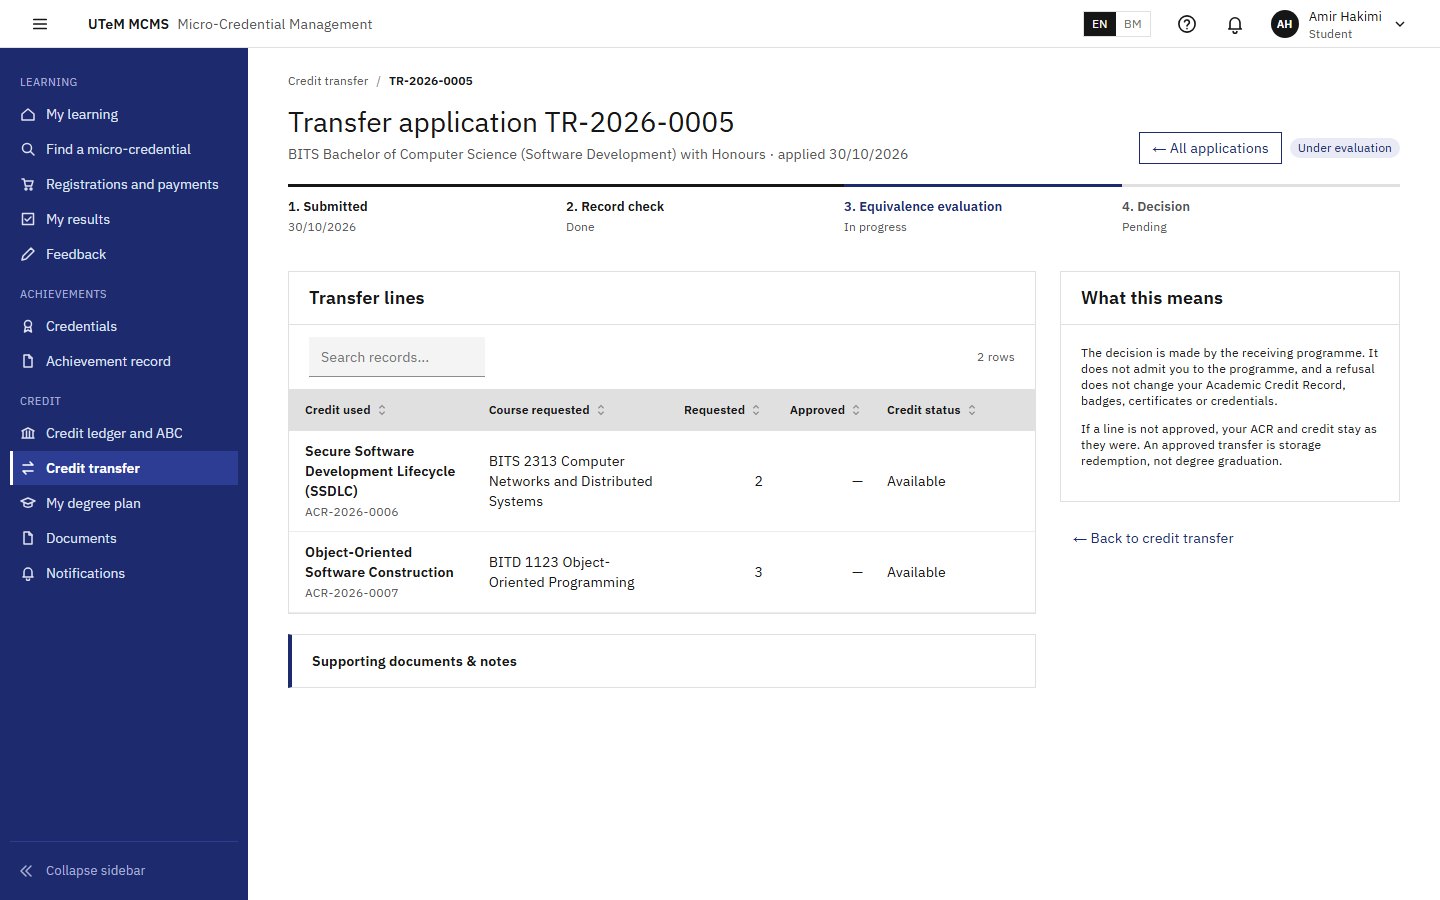 UTeM MCMS Micro-Credential Management
EN BM
AH
Amir Hakimi
Student
LEARNING
My learning
Find a micro-credential
Registrations and payments
My results
Feedback
ACHIEVEMENTS
Credentials
Achievement record
CREDIT
Credit ledger and ABC
Credit transfer
My degree plan
Documents
Notifications
Collapse sidebar
Credit transfer / TR-2026-0005
Transfer application TR-2026-0005
BITS Bachelor of Computer Science (Software Development) with Honours · applied 30/10/2026
← All applications
Under evaluation
1. Submitted
30/10/2026
2. Record check
Done
3. Equivalence evaluation
In progress
4. Decision
Pending
Transfer lines
Search records...
2 rows
Credit used Course requested Requested Approved Credit status
Secure Software
Development Lifecycle
(SSDLC)
ACR-2026-0006
BITS 2313 Computer
Networks and Distributed
Systems
2
—
Available
Object-Oriented
Software Construction
ACR-2026-0007
BITD 1123 Object-
Oriented Programming
3
—
Available
Supporting documents & notes
What this means
The decision is made by the receiving programme. It
does not admit you to the programme, and a refusal
does not change your Academic Credit Record,
badges, certificates or credentials.
If a line is not approved, your ACR and credit stay as
they were. An approved transfer is storage
redemption, not degree graduation.
← Back to credit transfer